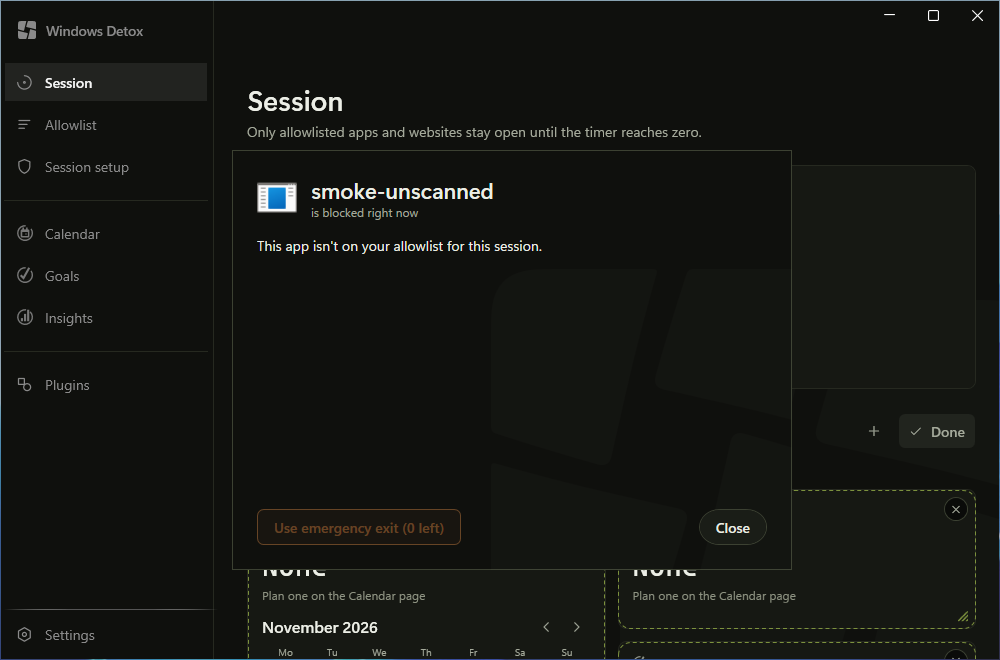 Windows Detox
Session
Allowlist
Session setup
Calendar
Goals
Insights
Plugins
Settings
Session
Only allowlisted apps and websites stay open until the timer reaches zero.
smoke-unscanned
is blocked right now
This app isn't on your allowlist for this session.
Use emergency exit (0 left)
Close
Done
None
Plan one on the Calendar page
November 2026
Mo Tu We Th Fr Sa Su
None
Plan one on the Calendar page